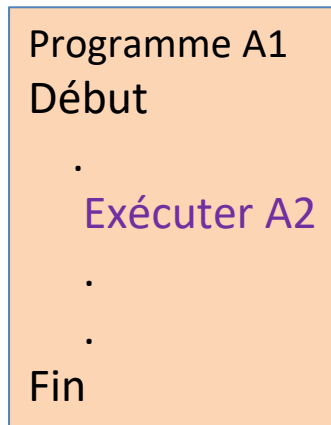 Programme A1
Début
.
Exécuter A2
.
.
Fin